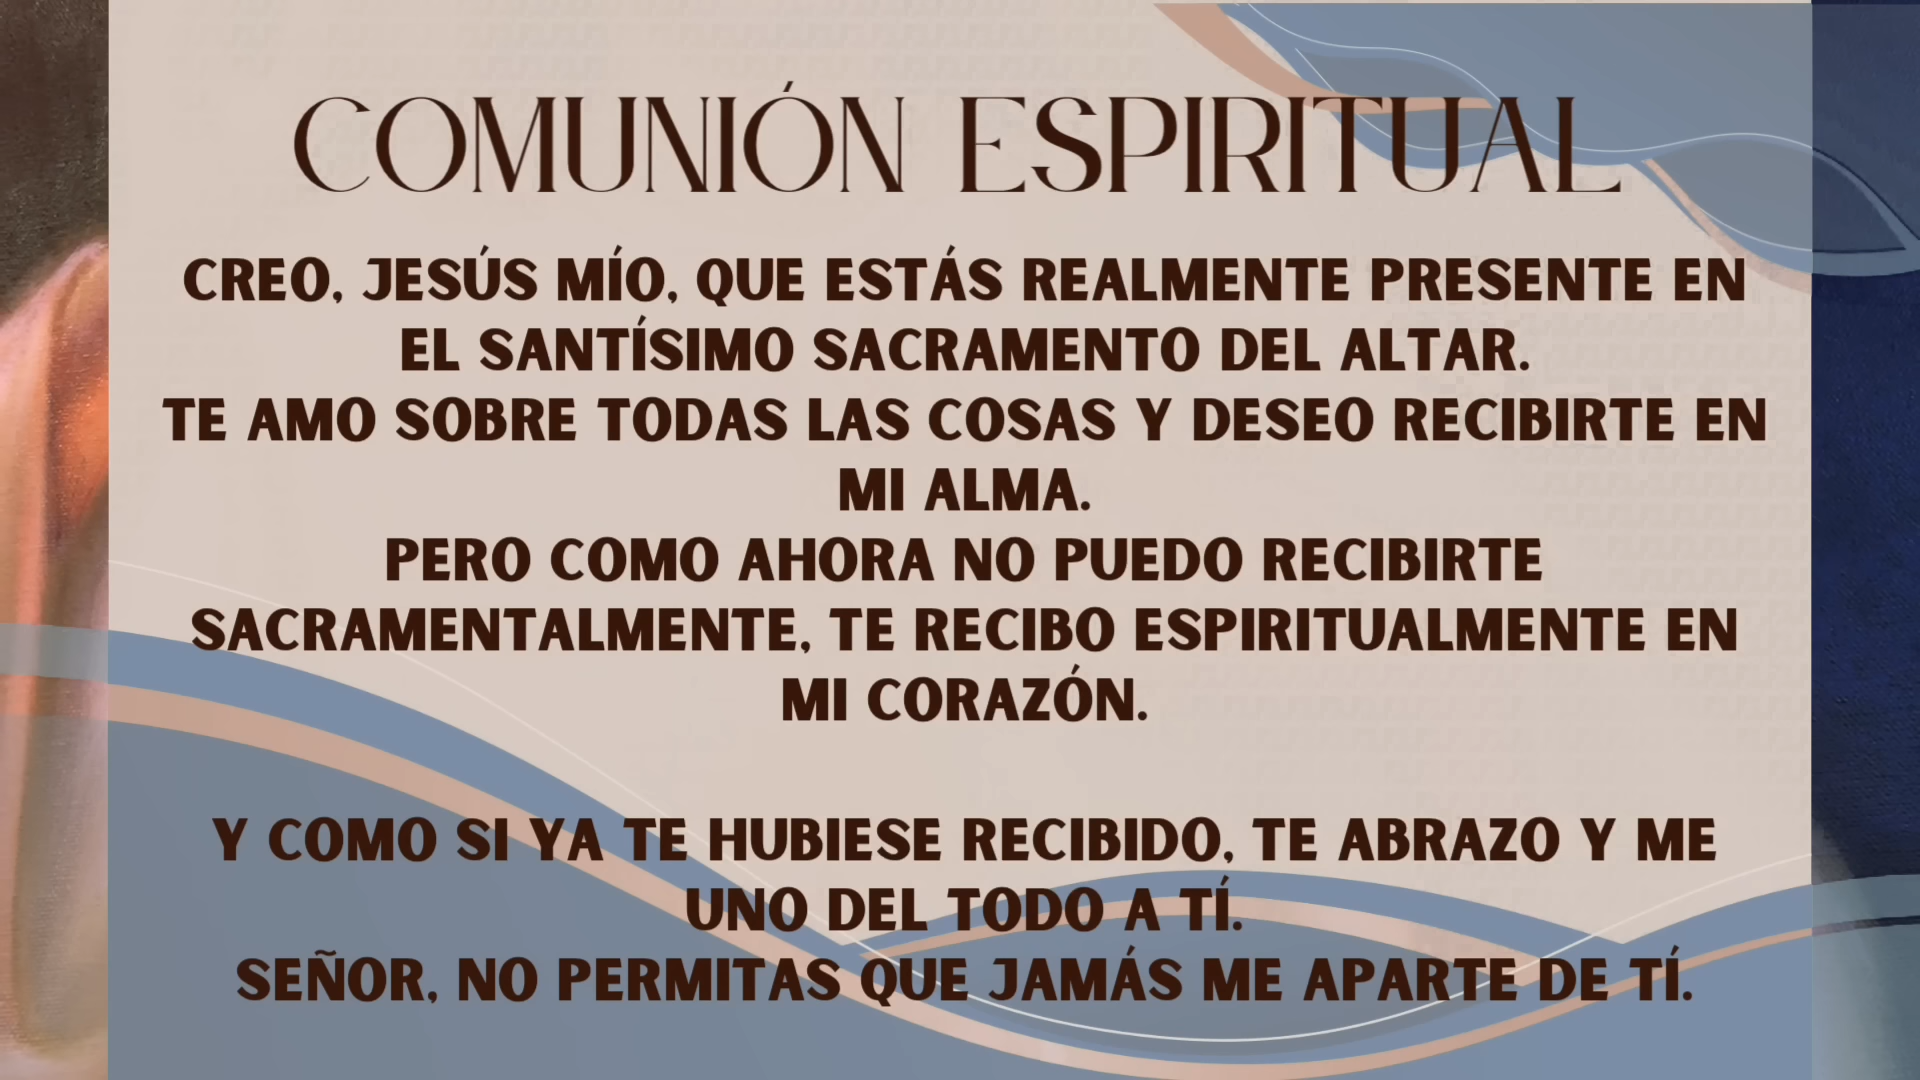 COMUNIÓN ESPIRITUAL
CREO, JESÚS MÍO, QUE ESTÁS REALMENTE PRESENTE EN
EL SANTÍSIMO SACRAMENTO DEL ALTAR.
TE AMO SOBRE TODAS LAS COSAS Y DESEO RECIBIRTE EN
MI ALMA.
PERO COMO AHORA NO PUEDO RECIBIRTE
SACRAMENTALMENTE, TE RECIBO ESPIRITUALMENTE EN
MI CORAZÓN.
Y COMO SI YA TE HUBIESE RECIBIDO, TE ABRAZO Y ME
UNO DEL TODO A TÍ.
SEÑOR, NO PERMITAS QUE JAMÁS ME APARTE DE TÍ.